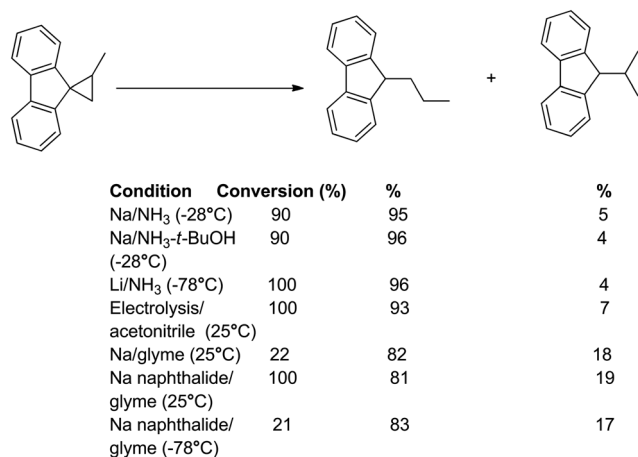 +
Condition Conversion (%) % %
Na/NH₃ (-28°C) 90 95 5
Na/NH₃-t-BuOH 90 96 4
(-28°C)
Li/NH₃ (-78°C) 100 96 4
Electrolysis/ 100 93 7
acetonitrile (25°C)
Na/glyme (25°C) 22 82 18
Na naphthalide/ 100 81 19
glyme (25°C)
Na naphthalide/ 21 83 17
glyme (-78°C)